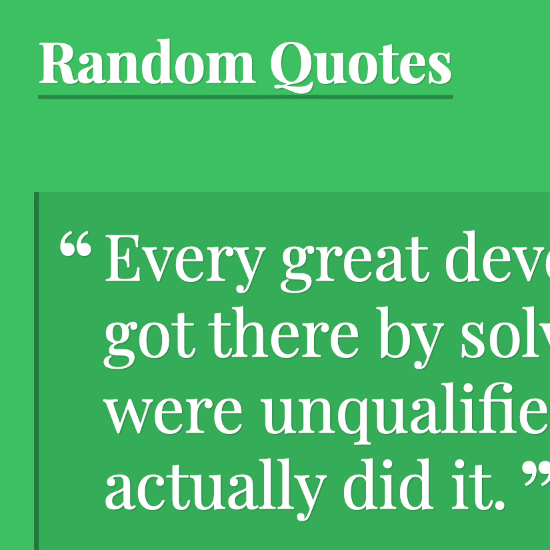 Random Quotes
“ Every great
got there by
were
actually did it. ”